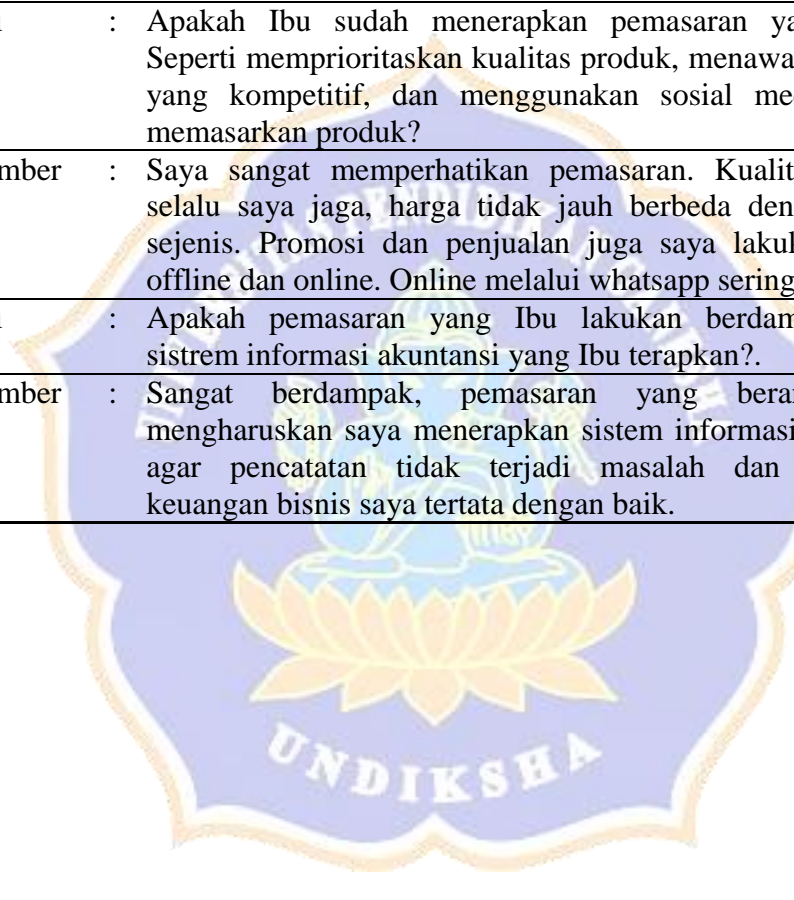 i : Apakah Ibu sudah menerapkan pemasaran ya
Seperti memprioritaskan kualitas produk, menawa
yang kompetitif, dan menggunakan sosial me
memasarkan produk?
mber : Saya sangat memperhatikan pemasaran. Kualit
selalu saya jaga, harga tidak jauh berbeda den
sejenis. Promosi dan penjualan juga saya laku
offline dan online. Online melalui whatsapp sering
i : Apakah pemasaran yang Ibu lakukan berdam
sistrem informasi akuntansi yang Ibu terapkan?.
mber : Sangat berdampak, pemasaran yang bera
mengharuskan saya menerapkan sistem informasi
agar pencatatan tidak terjadi masalah dan
keuangan bisnis saya tertata dengan baik.
UNIVERSITAS PENDIDIKAN GANESHA
UNDIKSHA